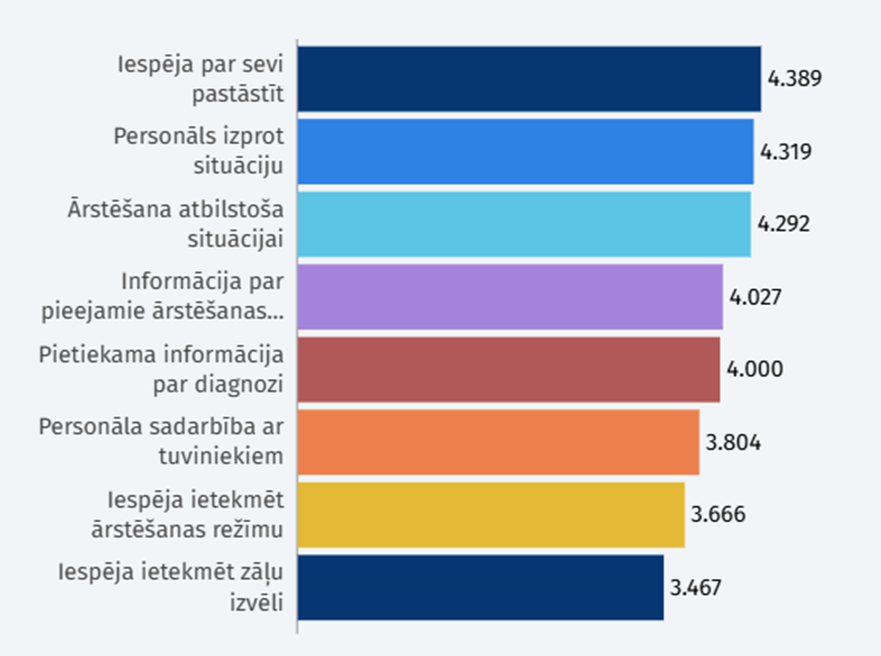 Iespēja par sevi
pastāstīt
4.389
Personāls izprot
situāciju
4.319
Ārstēšana atbilstoša
situācijai
4.292
Informācija par
pieejamie ārstēšanas...
4.027
Pietiekama informācija
par diagnozi
4.000
Personāla sadarbība ar
tuviniekiem
3.804
Iespēja ietekmēt
ārstēšanas režīmu
3.666
Iespēja ietekmēt zāļu
izvēli
3.467